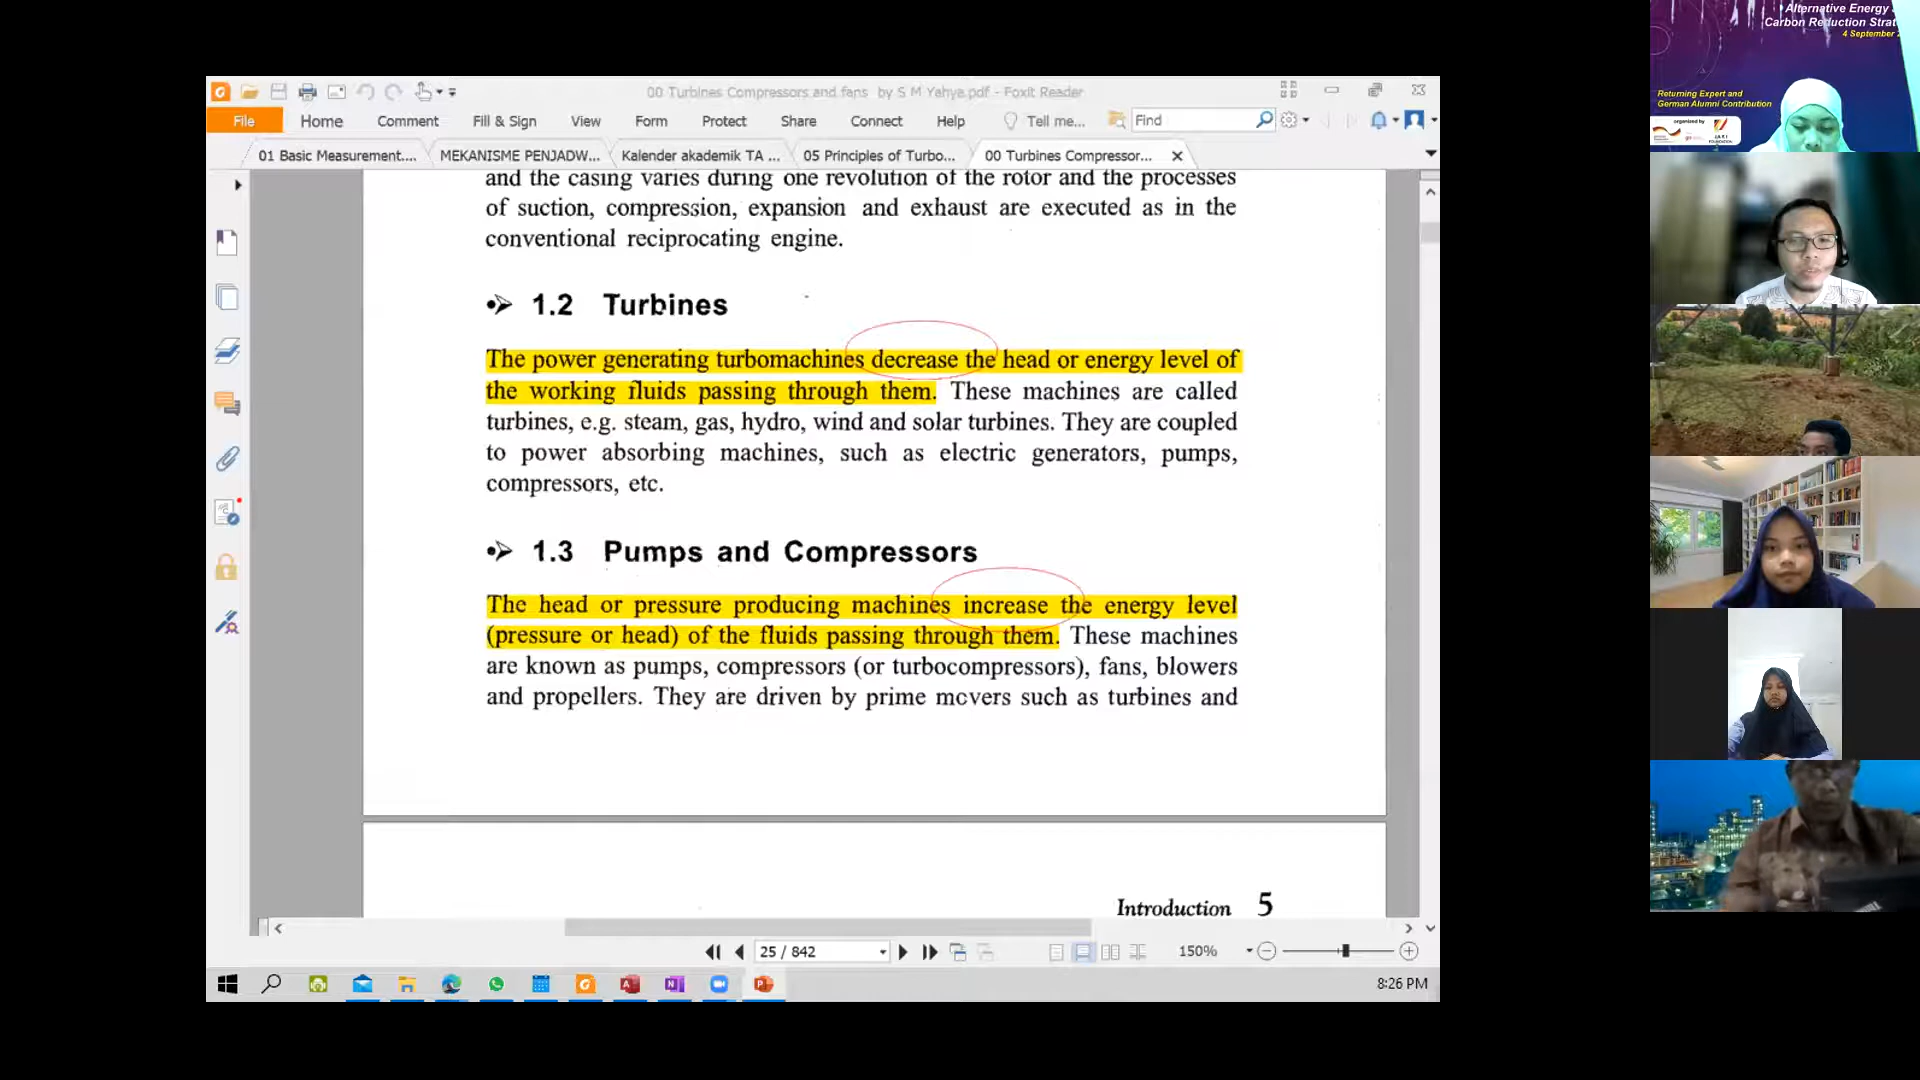 00 Turbines Compressors and fans by S M Yahya.pdf - Foxit Reader
File Home Comment Fill & Sign View Form Protect Share Connect Help Tell me... Find
01 Basic Measurement.... MEKANISME PENJADW... Kalender akademik TA ... 05 Principles of Turbo... 00 Turbines Compressor...
and the casing varies during one revolution of the rotor and the processes
of suction, compression, expansion and exhaust are executed as in the
conventional reciprocating engine.
1.2 Turbines
The power generating turbomachines decrease the head or energy level of
the working fluids passing through them. These machines are called
turbines, e.g. steam, gas, hydro, wind and solar turbines. They are coupled
to power absorbing machines, such as electric generators, pumps,
compressors, etc.
1.3 Pumps and Compressors
The head or pressure producing machines increase the energy level
(pressure or head) of the fluids passing through them. These machines
are known as pumps, compressors (or turbocompressors), fans, blowers
and propellers. They are driven by prime movers such as turbines and
Introduction 5
25 / 842
150%
8:26 PM
Alternative Energy
Carbon Reduction Strat
4 September
Returning Expert and
German Alumni Contribution
organized by